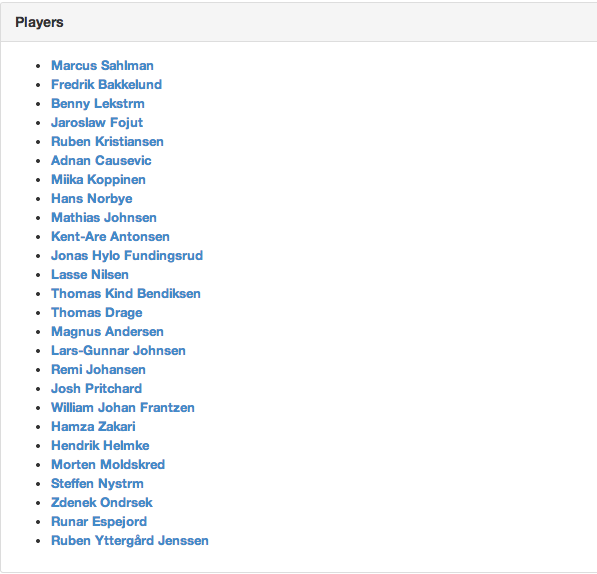 Players
Marcus Sahlman
Fredrik Bakkelund
Benny Lekstrm
Jaroslaw Fojut
Ruben Kristiansen
Adnan Causevic
Miika Koppinen
Hans Norbye
Mathias Johnsen
Kent-Are Antonsen
Jonas Hylo Fundingsrud
Lasse Nilsen
Thomas Kind Bendiksen
Thomas Drage
Magnus Andersen
Lars-Gunnar Johnsen
Remi Johansen
Josh Pritchard
William Johan Frantzen
Hamza Zakari
Hendrik Helmke
Morten Moldskred
Steffen Nystrm
Zdenek Ondrsek
Runar Espejord
Ruben Yttergård Jenssen